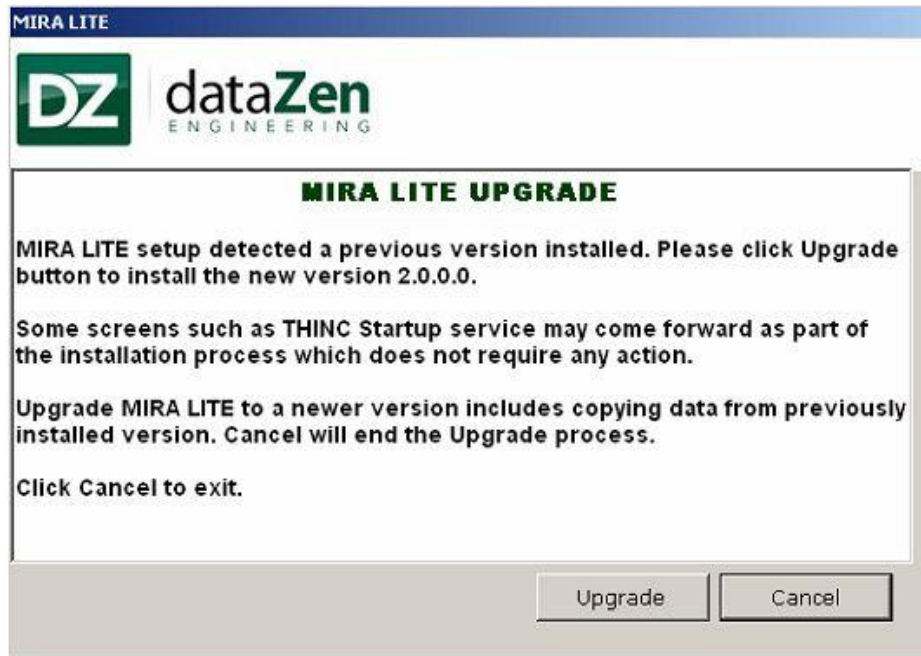 MIRA LITE
DZ
dataZen
ENGINEERING
MIRA LITE UPGRADE
MIRA LITE setup detected a previous version installed. Please click Upgrade
button to install the new version 2.0.0.0.
Some screens such as THINC Startup service may come forward as part of
the installation process which does not require any action.
Upgrade MIRA LITE to a newer version includes copying data from previously
installed version. Cancel will end the Upgrade process.
Click Cancel to exit.
Upgrade
Cancel